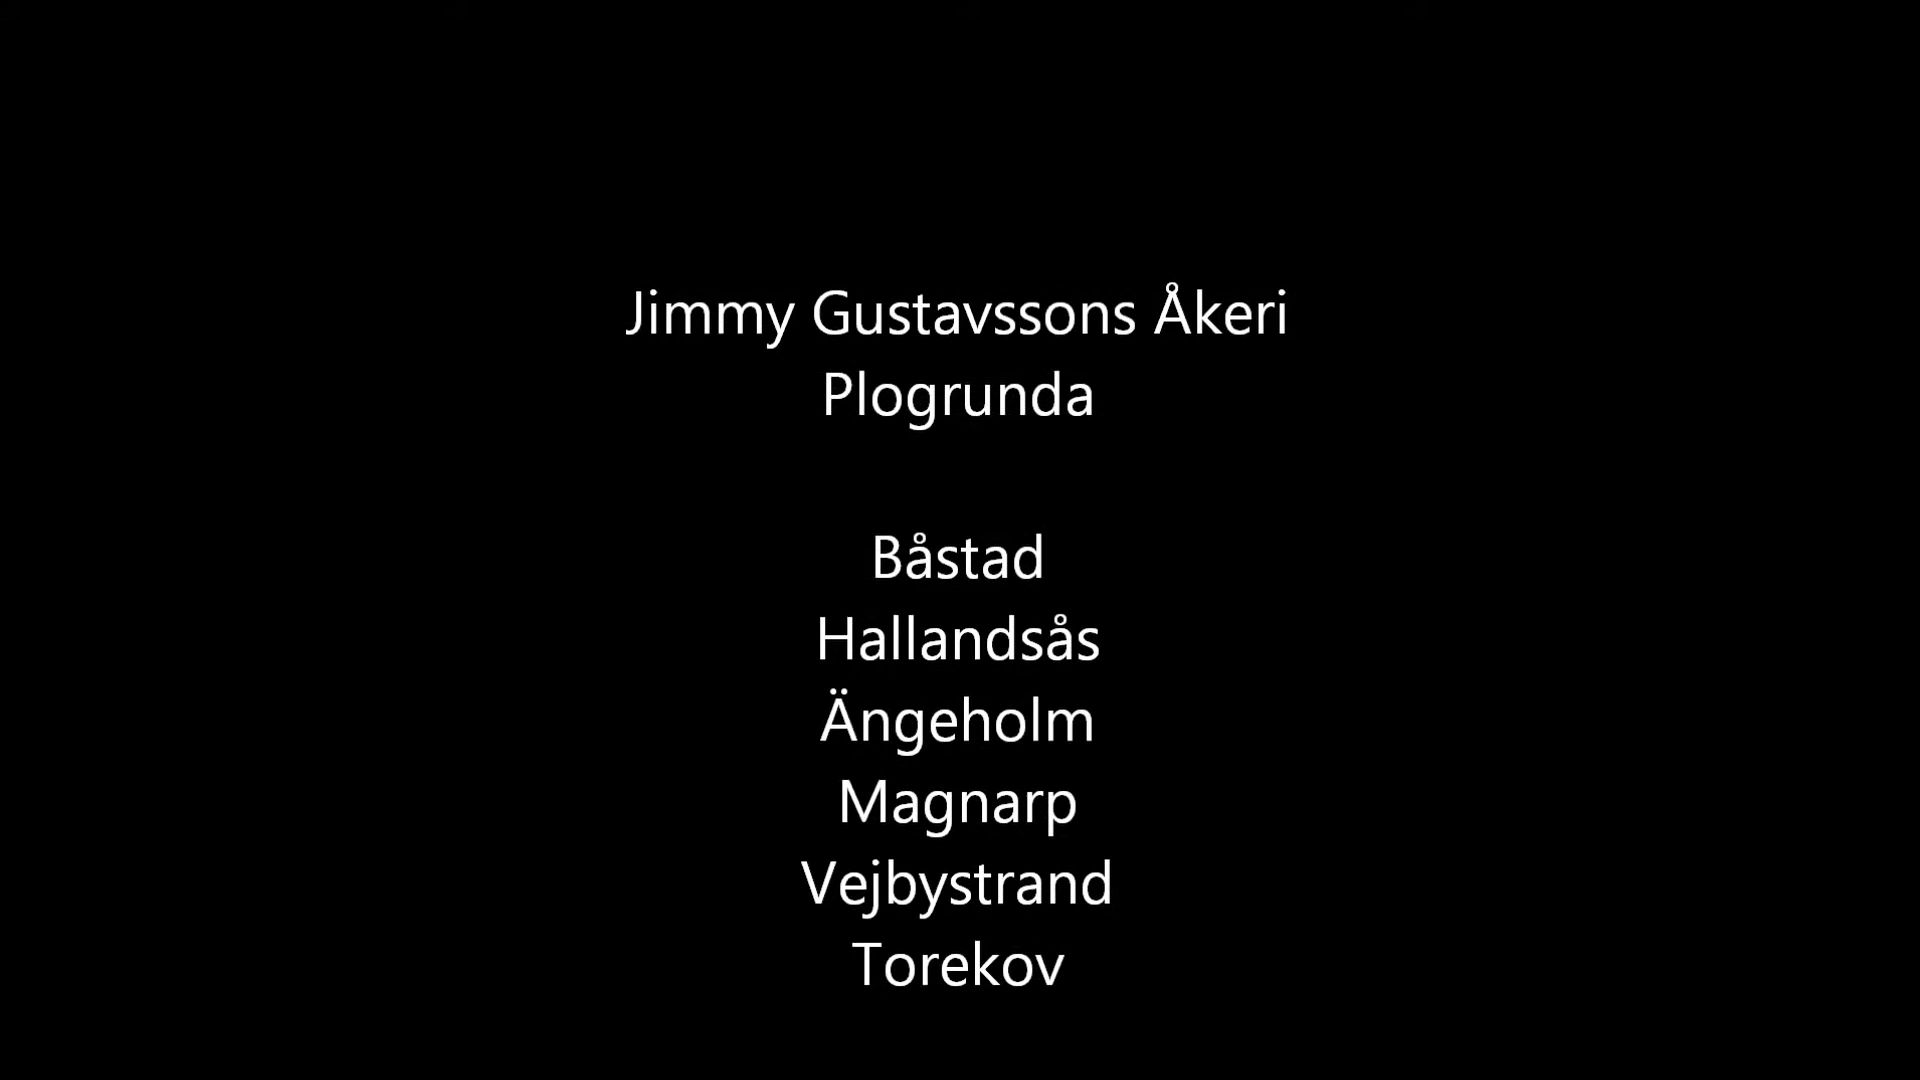 Jimmy Gustavssons Åkeri
Plogrunda
Båstad
Hallandsås
Ängeholm
Magnarp
Vejbystrand
Torekov